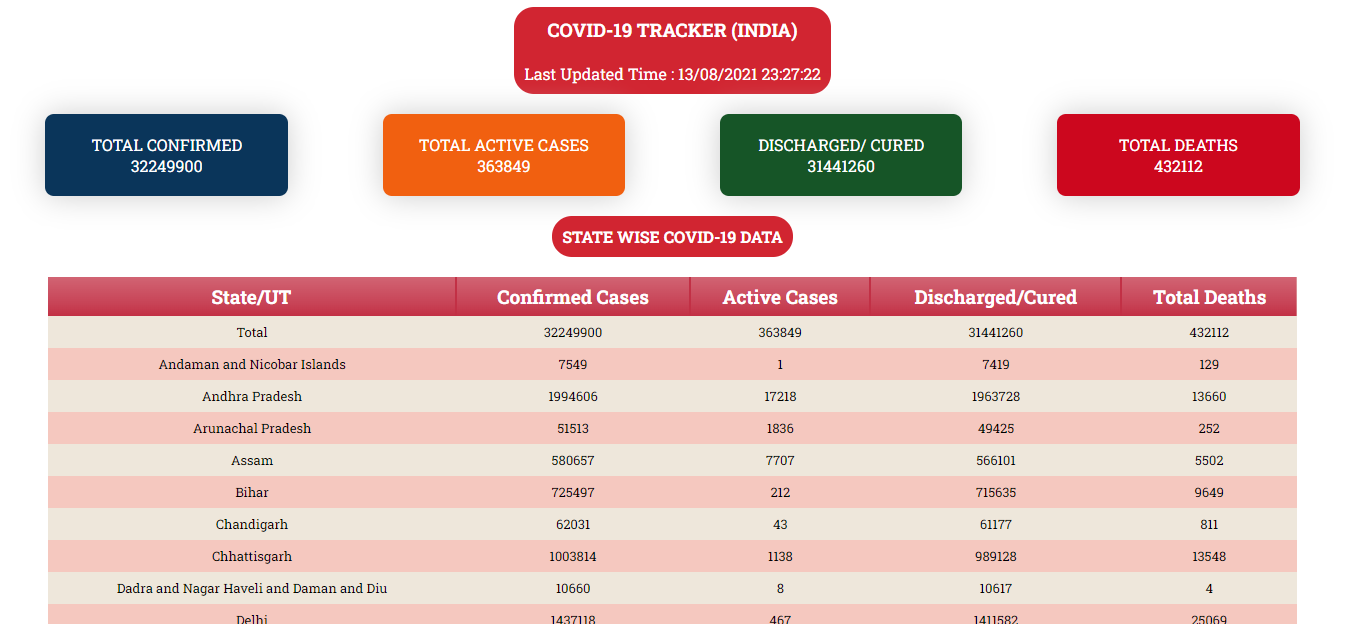 COVID-19 TRACKER (INDIA)
Last Updated Time : 13/08/2021 23:27:22
TOTAL CONFIRMED
32249900
TOTAL ACTIVE CASES
363849
DISCHARGED/ CURED
31441260
TOTAL DEATHS
432112
STATE WISE COVID-19 DATA
State/UT Confirmed Cases Active Cases Discharged/Cured Total Deaths
Total 32249900 363849 31441260 432112
Andaman and Nicobar Islands 7549 1 7419 129
Andhra Pradesh 1994606 17218 1963728 13660
Arunachal Pradesh 51513 1836 49425 252
Assam 580657 7707 566101 5502
Bihar 725497 212 715635 9649
Chandigarh 62031 43 61177 811
Chhattisgarh 1003814 1138 989128 13548
Dadra and Nagar Haveli and Daman and Diu 10660 8 10617 4
Delhi 1437118 467 1411582 25069